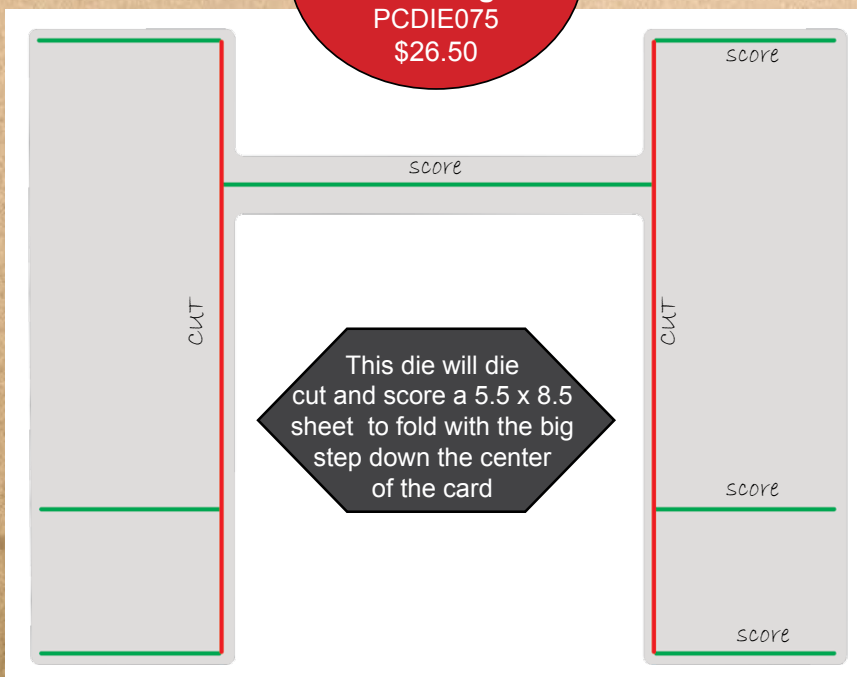 PCDIE075
$26.50
score
score
CUT
CUT
This die will die
cut and score a 5.5 x 8.5
sheet to fold with the big
step down the center
of the card
score
score